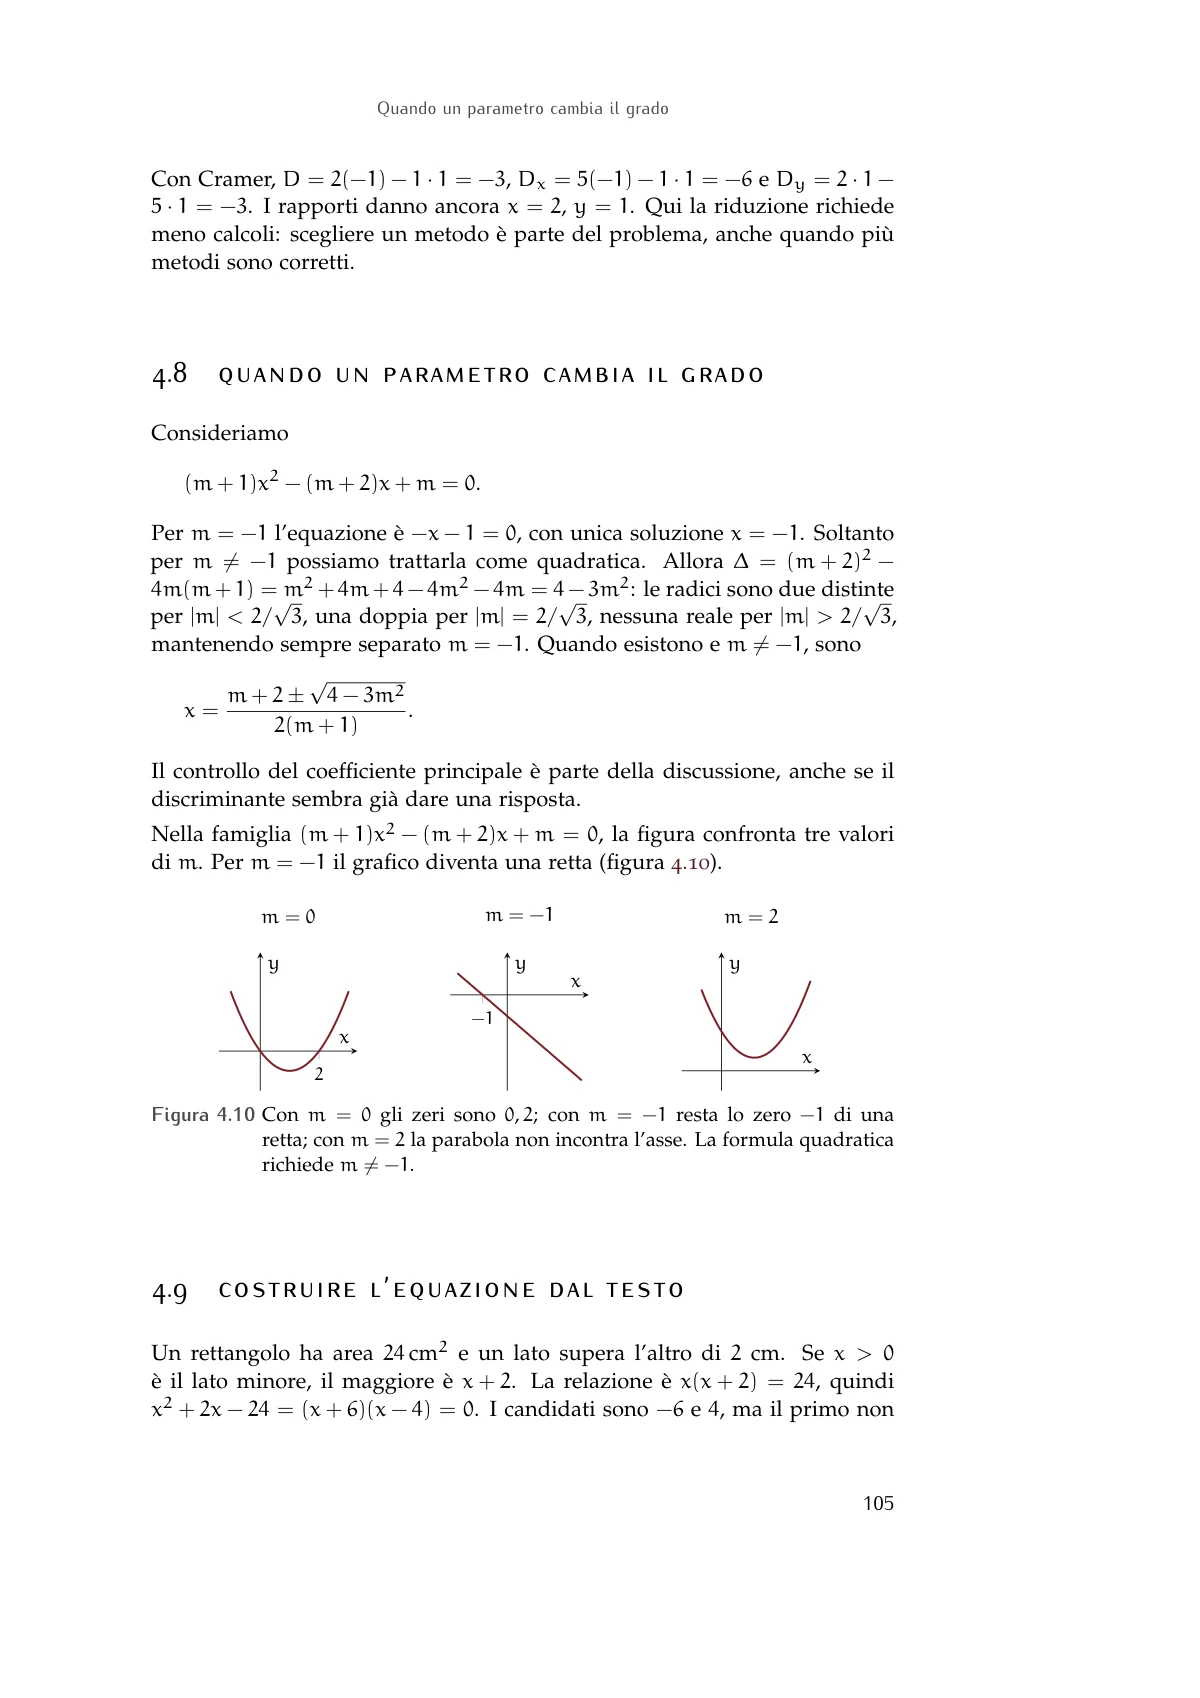 Quando un parametro cambia il grado
Con Cramer, D = 2(−1) − 1 · 1 = −3, Dₓ = 5(−1) − 1 · 1 = −6 e D_y = 2 · 1 −
5 · 1 = −3. I rapporti danno ancora x = 2, y = 1. Qui la riduzione richiede
meno calcoli: scegliere un metodo è parte del problema, anche quando più
metodi sono corretti.
4.8 QUANDO UN PARAMETRO CAMBIA IL GRADO
Consideriamo
(m + 1)x² − (m + 2)x + m = 0.
Per m = −1 l'equazione è −x − 1 = 0, con unica soluzione x = −1. Soltanto
per m ≠ −1 possiamo trattarla come quadratica. Allora Δ = (m + 2)² −
4m(m + 1) = m² + 4m + 4 − 4m² − 4m = 4 − 3m²: le radici sono due distinte
per |m| < 2/√3, una doppia per |m| = 2/√3, nessuna reale per |m| > 2/√3,
mantenendo sempre separato m = −1. Quando esistono e m ≠ −1, sono
x = (m + 2 ± √(4 − 3m²)) / (2(m + 1)).
Il controllo del coefficiente principale è parte della discussione, anche se il
discriminante sembra già dare una risposta.
Nella famiglia (m + 1)x² − (m + 2)x + m = 0, la figura confronta tre valori
di m. Per m = −1 il grafico diventa una retta (figura 4.10).
m = 0
y
x
2
m = −1
y
x
−1
m = 2
y
x
Figura 4.10 Con m = 0 gli zeri sono 0, 2; con m = −1 resta lo zero −1 di una
retta; con m = 2 la parabola non incontra l'asse. La formula quadratica
richiede m ≠ −1.
4.9 COSTRUIRE L'EQUAZIONE DAL TESTO
Un rettangolo ha area 24 cm² e un lato supera l'altro di 2 cm. Se x > 0
è il lato minore, il maggiore è x + 2. La relazione è x(x + 2) = 24, quindi
x² + 2x − 24 = (x + 6)(x − 4) = 0. I candidati sono −6 e 4, ma il primo non
105